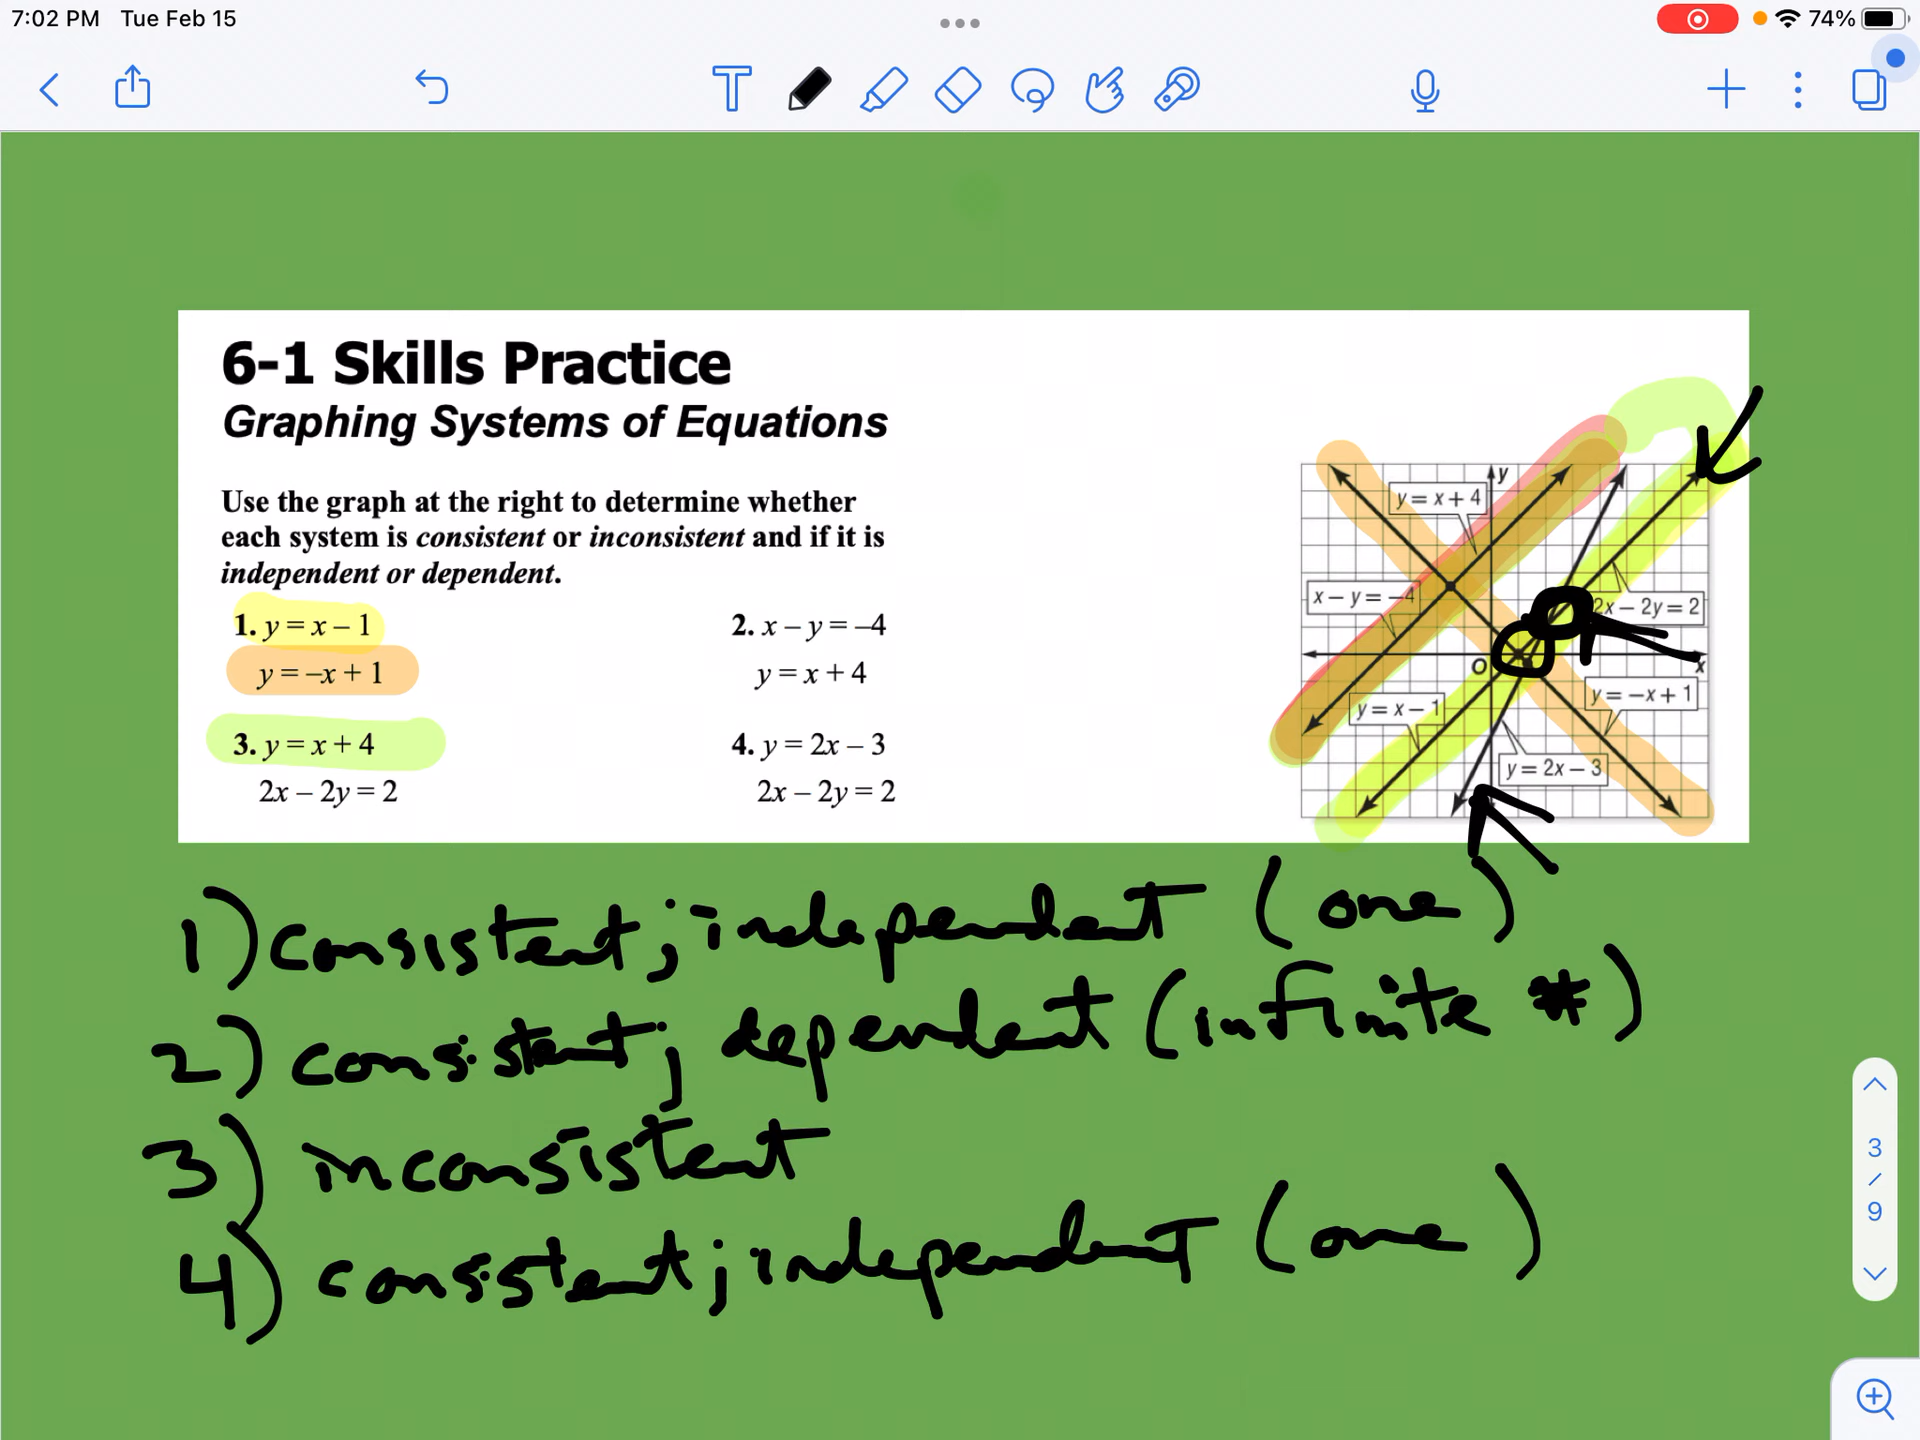 7:02 PM Tue Feb 15
74%
6-1 Skills Practice
Graphing Systems of Equations
Use the graph at the right to determine whether
each system is consistent or inconsistent and if it is
independent or dependent.
1. y = x – 1
y = –x + 1
2. x – y = –4
y = x + 4
3. y = x + 4
2x – 2y = 2
4. y = 2x – 3
2x – 2y = 2
y
y = x + 4
x – y = –4
2x – 2y = 2
O
x
y = x – 1
y = –x + 1
y = 2x – 3
1) consistent; independent (one)
2) consistent; dependent (infinite #)
3) inconsistent
4) consistent; independent (one)
3
/
9